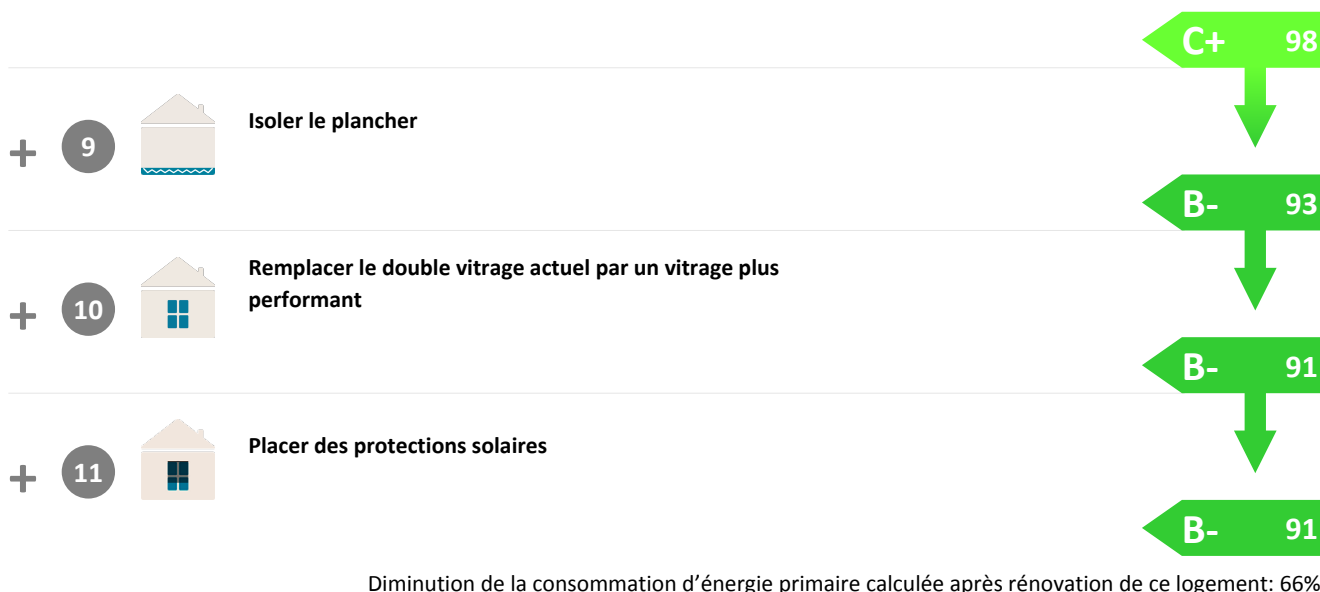 C+ 98
+ 9 Isoler le plancher
B- 93
+ 10 Remplacer le double vitrage actuel par un vitrage plus
performant
B- 91
+ 11 Placer des protections solaires
B- 91
Diminution de la consommation d’énergie primaire calculée après rénovation de ce logement: 66%